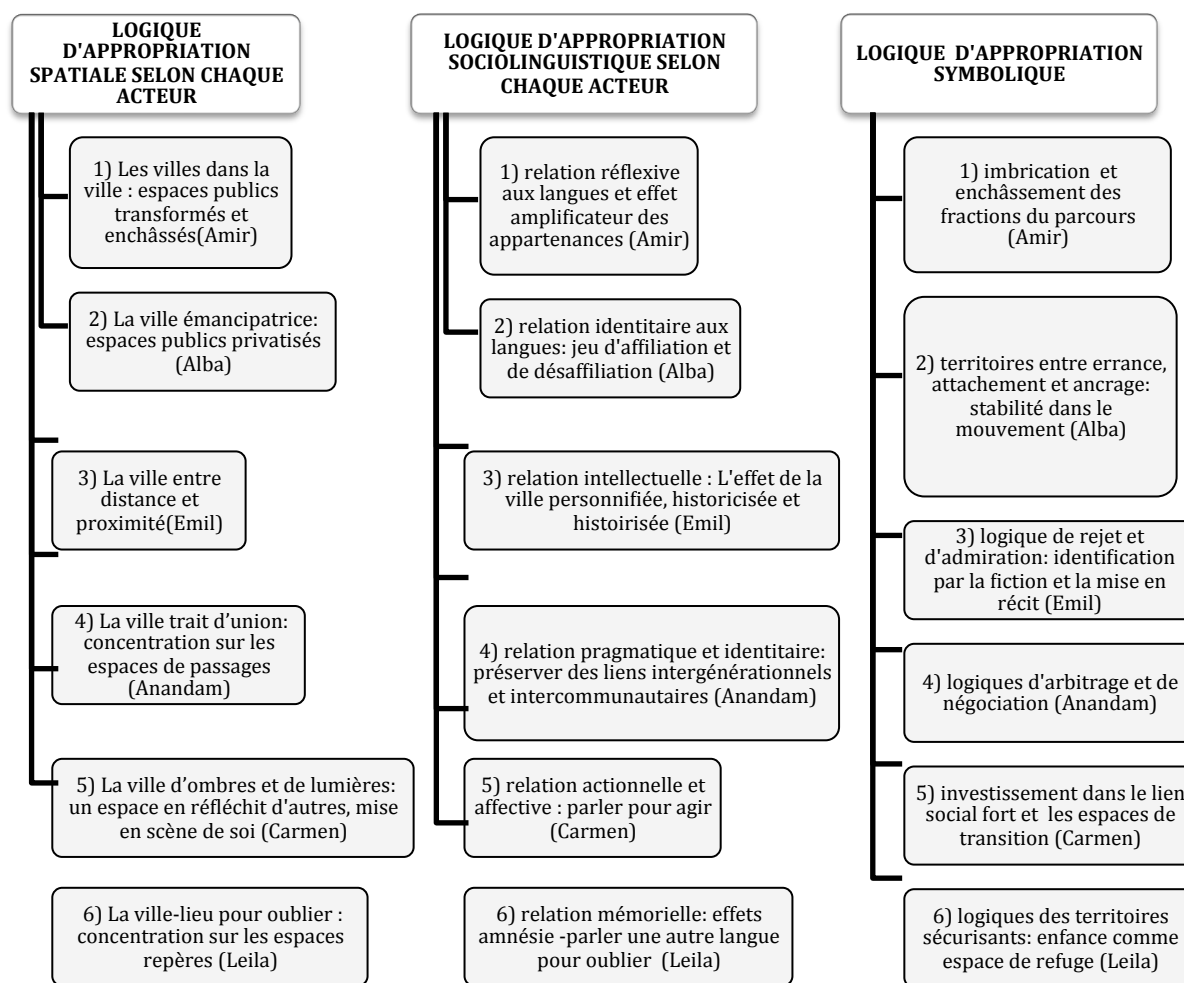 LOGIQUE
D'APPROPRIATION
SPATIALE SELON CHAQUE
ACTEUR
1) Les villes dans la
ville : espaces publics
transformés et
enchâssés(Amir)
2) La ville émancipatrice:
espaces publics privatisés
(Alba)
3) La ville entre
distance et
proximité(Emil)
4) La ville trait d’union:
concentration sur les
espaces de passages
(Anandam)
5) La ville d’ombres et de lumières:
un espace en réfléchit d'autres, mise
en scène de soi (Carmen)
6) La ville-lieu pour oublier :
concentration sur les espaces
repères (Leila)
LOGIQUE D'APPROPRIATION
SOCIOLINGUISTIQUE SELON
CHAQUE ACTEUR
1) relation réflexive
aux langues et effet
amplificateur des
appartenances (Amir)
2) relation identitaire aux
langues: jeu d'affiliation et
de désaffiliation (Alba)
3) relation intellectuelle : L'effet de la
ville personnifiée, historicisée et
histoirisée (Emil)
4) relation pragmatique et identitaire:
préserver des liens intergénérationnels
et intercommunautaires (Anandam)
5) relation actionnelle et
affective : parler pour agir
(Carmen)
6) relation mémorielle: effets
amnésie -parler une autre langue
pour oublier (Leila)
LOGIQUE D'APPROPRIATION
SYMBOLIQUE
1) imbrication et
enchâssement des
fractions du parcours
(Amir)
2) territoires entre errance,
attachement et ancrage:
stabilité dans le
mouvement (Alba)
3) logique de rejet et
d'admiration: identification
par la fiction et la mise en
récit (Emil)
4) logiques d'arbitrage et de
négociation (Anandam)
5) investissement dans le lien
social fort et les espaces de
transition (Carmen)
6) logiques des territoires
sécurisants: enfance comme
espace de refuge (Leila)